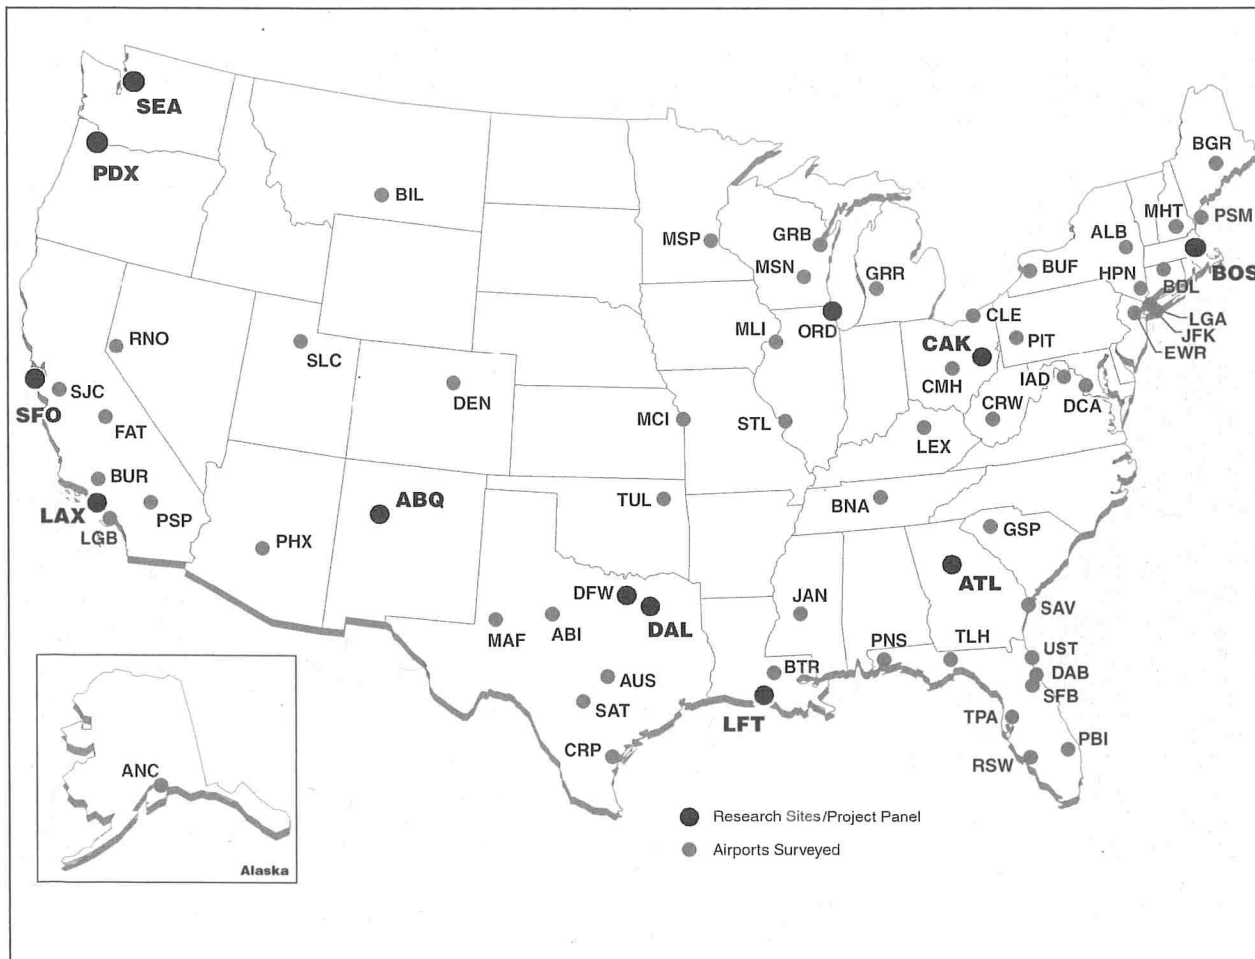 SEA
PDX
BIL
BGR
MHT
PSM
MSP
GRB
ALB
MSN
GRR
BUF
HPN
BOS
BDL
RNO
SLC
MLI
ORD
CLE
LGA
JFK
EWR
CAK
PIT
SJC
SFO
DEN
CMH
IAD
DCA
FAT
MCI
STL
CRW
LEX
BUR
LAX
PSP
LGB
ABQ
TUL
BNA
PHX
GSP
DFW
DAL
ATL
MAF
ABI
JAN
SAV
AUS
BTR
PNS
TLH
UST
DAB
SFB
SAT
LFT
TPA
CRP
RSW
PBI
ANC
Alaska
Research Sites/Project Panel
Airports Surveyed